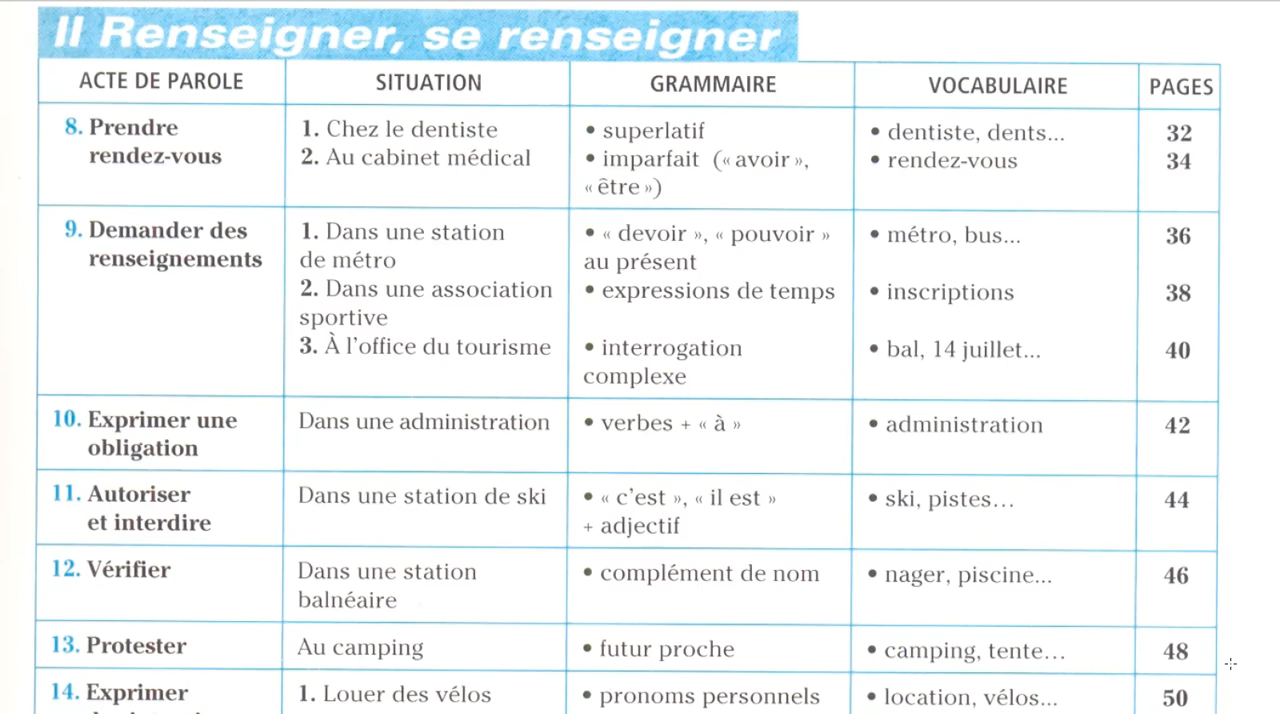 II Renseigner, se renseigner
ACTE DE PAROLE SITUATION GRAMMAIRE VOCABULAIRE PAGES
8. Prendre 1. Chez le dentiste • superlatif • dentiste, dents... 32
rendez-vous 2. Au cabinet médical • imparfait (« avoir », • rendez-vous 34
« être »)
9. Demander des 1. Dans une station • « devoir », « pouvoir » • métro, bus... 36
renseignements de métro au présent
2. Dans une association • expressions de temps • inscriptions 38
sportive
3. À l'office du tourisme • interrogation • bal, 14 juillet... 40
complexe
10. Exprimer une Dans une administration • verbes + « à » • administration 42
obligation
11. Autoriser Dans une station de ski • « c'est », « il est » • ski, pistes... 44
et interdire + adjectif
12. Vérifier Dans une station • complément de nom • nager, piscine... 46
balnéaire
13. Protester Au camping • futur proche • camping, tente... 48
14. Exprimer 1. Louer des vélos • pronoms personnels • location, vélos... 50